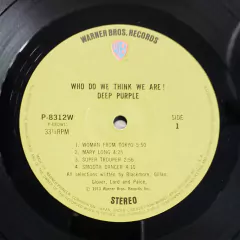 WARNER BROS. RECORDS
WHO DO WE THINK WE ARE!
DEEP PURPLE
P-8312W
33⅓RPM
SIDE
1
1. WOMAN FROM TOKYO 5:50
2. MARY LONG 4:25
3. SUPER TROUPER 2:56
4. SMOOTH DANCER 4:10
All selections written by Blackmore, Gillan,
Glover, Lord and Paice.
1973 Warner Bros. Records Inc.
STEREO